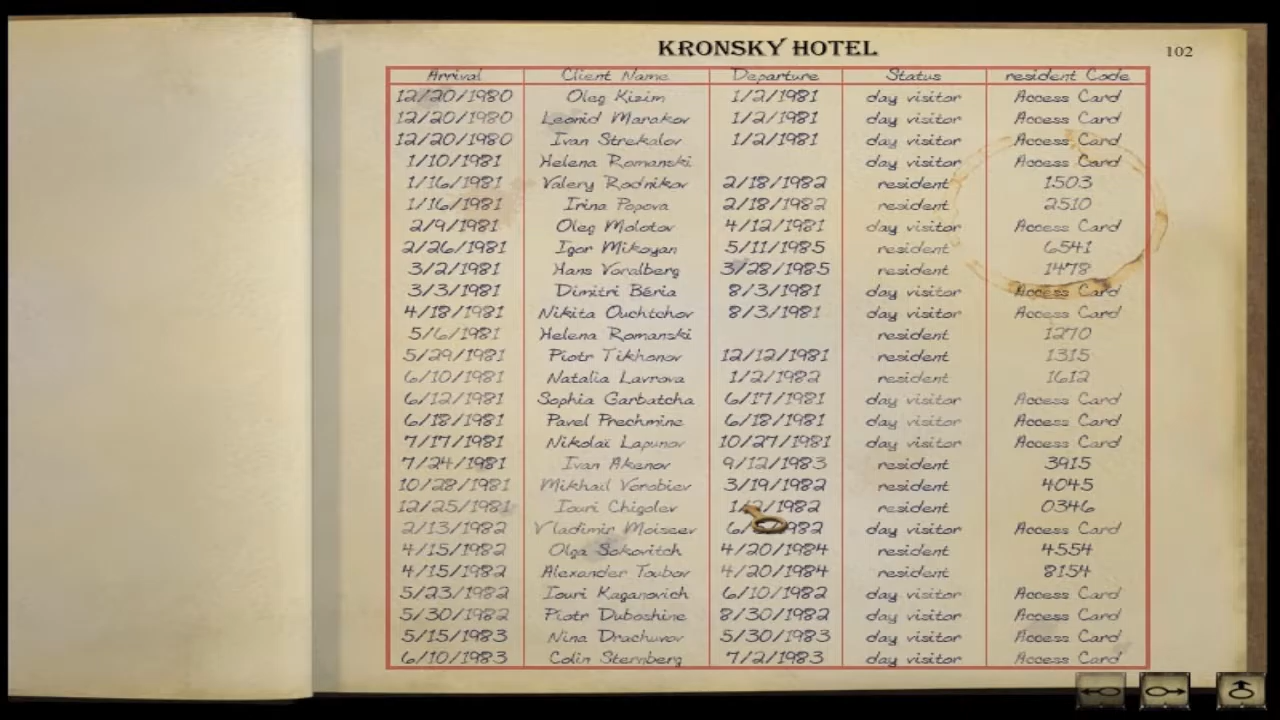 KRONSKY HOTEL 102
Arrival Client Name Departure Status resident Code
12/20/1980 Oleg Kizim 1/2/1981 day visitor Access Card
12/20/1980 Leonid Marakov 1/2/1981 day visitor Access Card
12/20/1980 Ivan Strekalov 1/2/1981 day visitor Access Card
1/10/1981 Helena Romanski day visitor Access Card
1/16/1981 Valery Rodnikov 2/18/1982 resident 1503
1/16/1981 Irina Popova 2/18/1982 resident 2510
2/9/1981 Oleg Molotov 4/12/1981 day visitor Access Card
2/26/1981 Igor Mikoyan 5/11/1985 resident 6541
3/2/1981 Hans Voralberg 3/28/1985 resident 1478
3/3/1981 Dimitri Béria 8/3/1981 day visitor Access Card
4/18/1981 Nikita Ouchtchov 8/3/1981 day visitor Access Card
5/6/1981 Helena Romanski resident 1270
5/29/1981 Piotr Tikhonov 12/12/1981 resident 1315
6/10/1981 Natalia Lavrova 1/2/1982 resident 1612
6/12/1981 Sophia Garbatcha 6/17/1981 day visitor Access Card
6/18/1981 Pavel Prechmine 6/18/1981 day visitor Access Card
7/17/1981 Nikolaï Lapunov 10/27/1981 day visitor Access Card
7/24/1981 Ivan Akenov 9/12/1983 resident 3915
10/28/1981 Mikhail Vorobiev 3/19/1982 resident 4045
12/25/1981 Iouri Chigolev resident 0346
2/13/1982 Vladimir Moiseev day visitor Access Card
4/15/1982 Olga Sokovitch 4/20/1984 resident 4554
4/15/1982 Alexander Toubov 4/20/1984 resident 8154
5/23/1982 Iouri Kaganovich 6/10/1982 day visitor Access Card
5/30/1982 Piotr Duboshine 8/30/1982 day visitor Access Card
5/15/1983 Nina Drachuvov 5/30/1983 day visitor Access Card
6/10/1983 Colin Sternberg 7/2/1983 day visitor Access Card